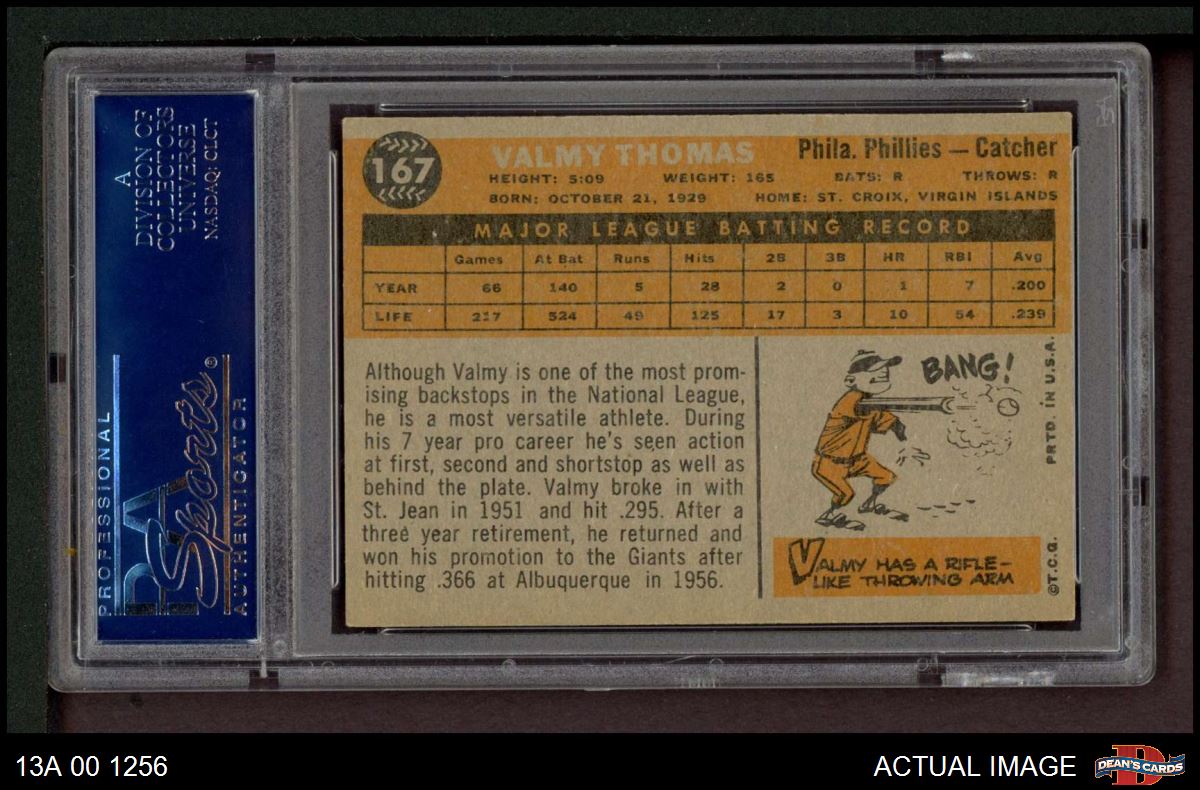 A
DIVISION OF
COLLECTORS
UNIVERSE
NASDAQ: CLCT
PROFESSIONAL
PSA
Sports®
AUTHENTICATOR
167
VALMY THOMAS
Phila. Phillies — Catcher
HEIGHT: 5:09 WEIGHT: 165 BATS: R THROWS: R
BORN: OCTOBER 21, 1929 HOME: ST. CROIX, VIRGIN ISLANDS
MAJOR LEAGUE BATTING RECORD
Games At Bat Runs Hits 2B 3B HR RBI Avg
YEAR 66 140 5 28 2 0 1 7 .200
LIFE 217 524 49 125 17 3 10 54 .239
Although Valmy is one of the most prom-
ising backstops in the National League,
he is a most versatile athlete. During
his 7 year pro career he's seen action
at first, second and shortstop as well as
behind the plate. Valmy broke in with
St. Jean in 1951 and hit .295. After a
three year retirement, he returned and
won his promotion to the Giants after
hitting .366 at Albuquerque in 1956.
BANG!
VALMY HAS A RIFLE-
LIKE THROWING ARM
PRTD. IN U.S.A.
©T.C.G.
13A 00 1256
ACTUAL IMAGE
D
DEAN'S CARDS